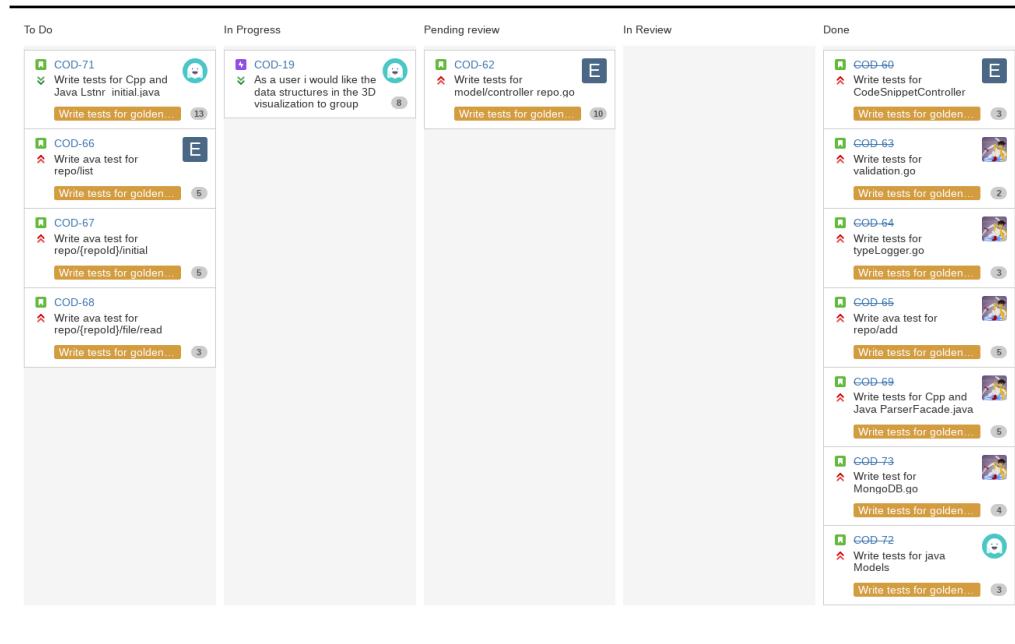 To Do
COD-71
Write tests for Cpp and
Java Lstnr initial.java
Write tests for golden…
13
COD-66
Write ava test for
repo/list
E
Write tests for golden…
5
COD-67
Write ava test for
repo/{repoId}/initial
Write tests for golden…
5
COD-68
Write ava test for
repo/{repoId}/file/read
Write tests for golden…
3
In Progress
COD-19
As a user i would like the
data structures in the 3D
visualization to group
8
Pending review
COD-62
Write tests for
model/controller repo.go
E
Write tests for golden…
10
In Review
Done
COD-60
Write tests for
CodeSnippetController
E
Write tests for golden…
3
COD-63
Write tests for
validation.go
Write tests for golden…
2
COD-64
Write tests for
typeLogger.go
Write tests for golden…
3
COD-65
Write ava test for
repo/add
Write tests for golden…
5
COD-69
Write tests for Cpp and
Java ParserFacade.java
Write tests for golden…
5
COD-73
Write test for
MongoDB.go
Write tests for golden…
4
COD-72
Write tests for java
Models
Write tests for golden…
3